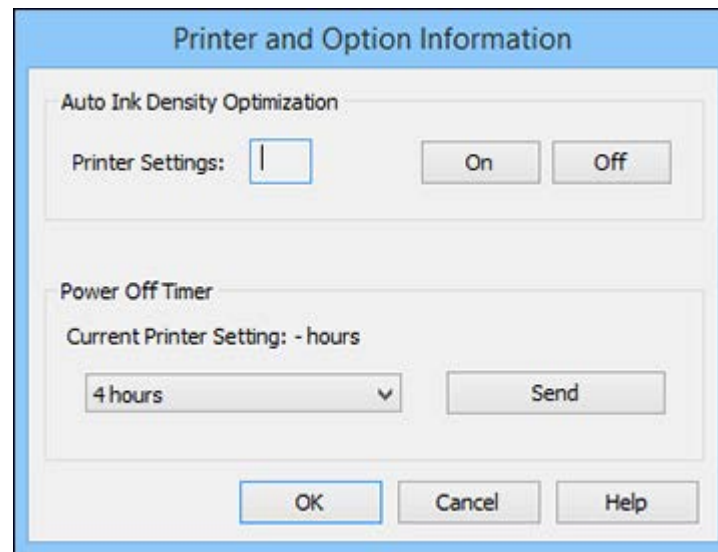 Printer and Option Information
Auto Ink Density Optimization
Printer Settings:
On
Off
Power Off Timer
Current Printer Setting: - hours
4 hours
Send
OK
Cancel
Help